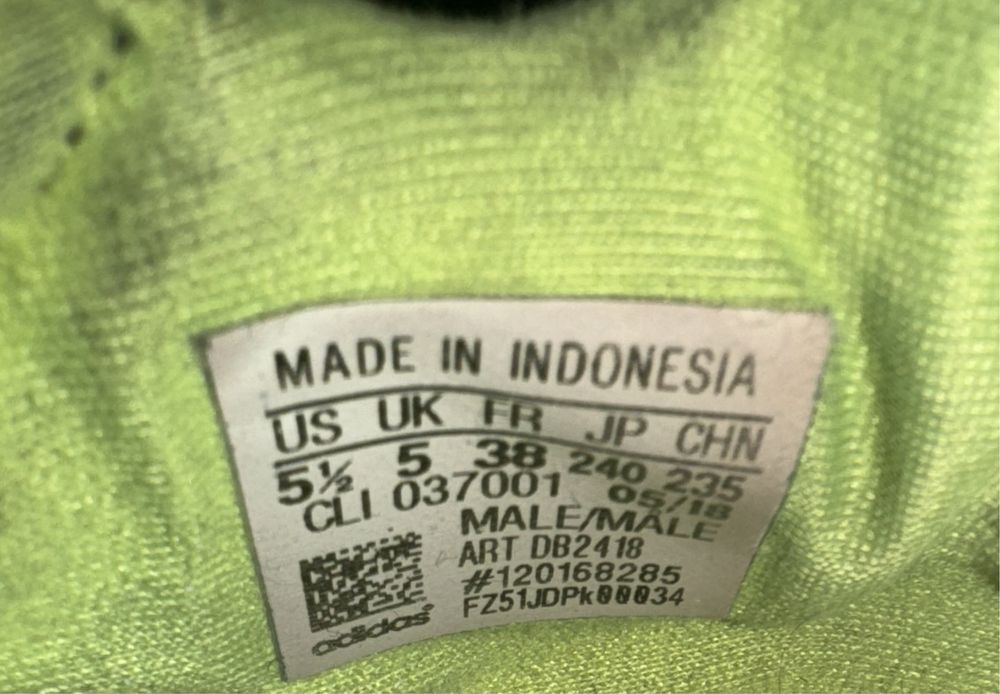 MADE IN INDONESIA
US UK FR JP CHN
5½ 5 38 240 235
CLI 037001 05/18
MALE/MALE
ART DB2418
#120168285
FZ51JDPk00034
adidas